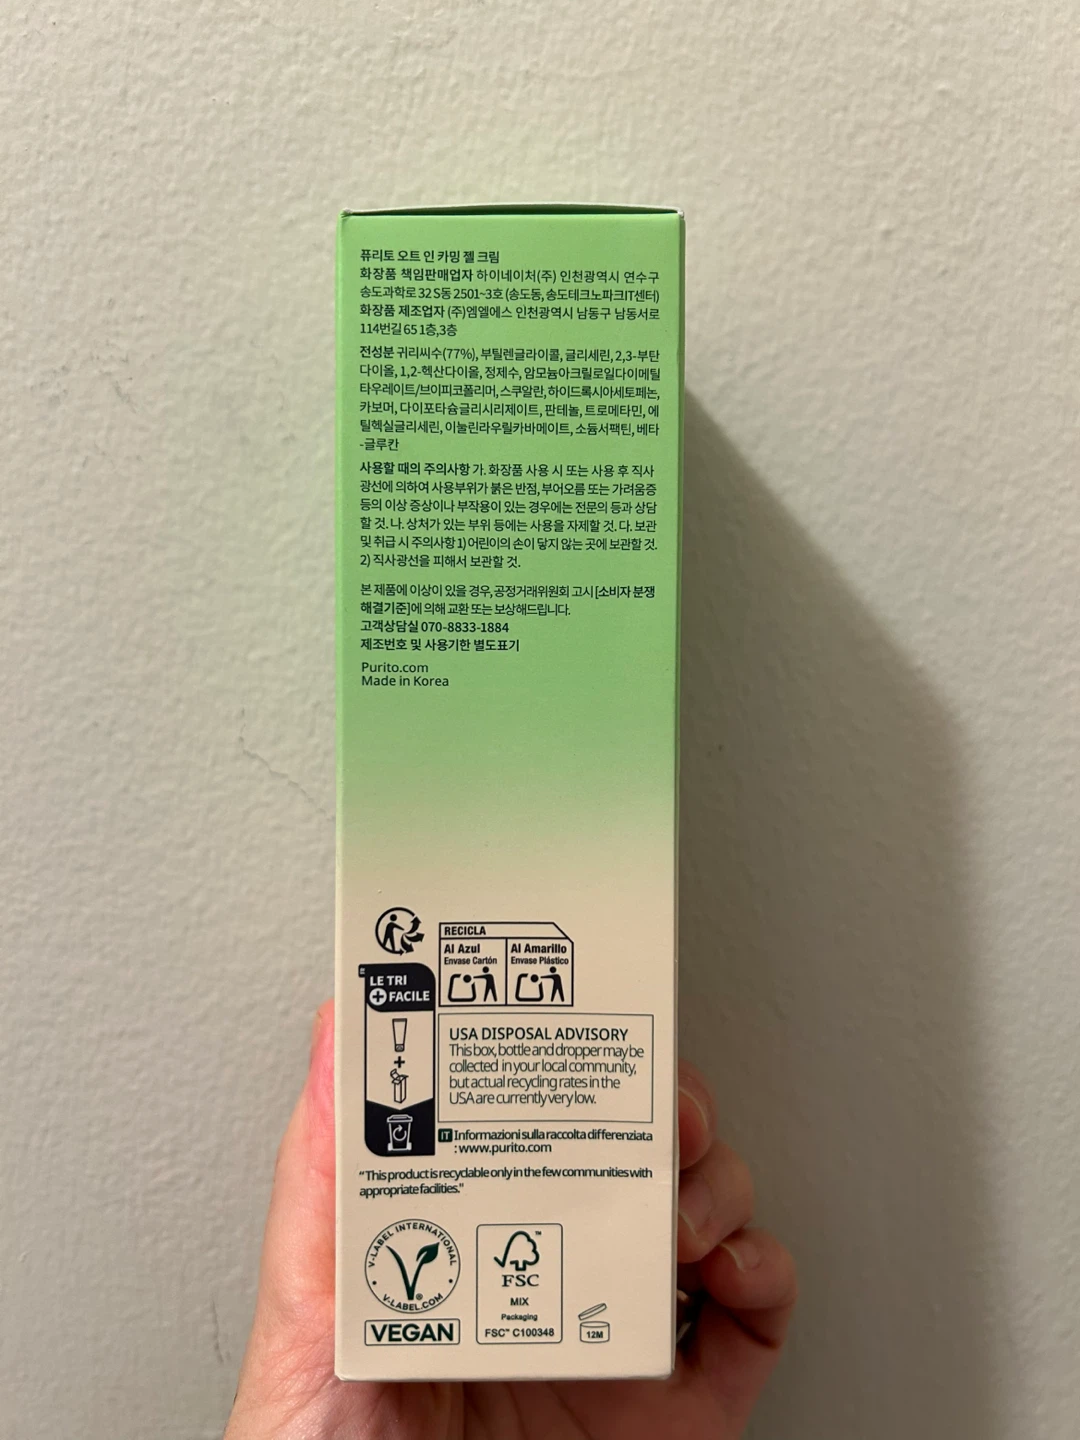 퓨리토 오트 인 카밍 젤 크림
화장품 책임판매업자 하이네이처(주) 인천광역시 연수구
송도과학로 32 S동 2501~3호 (송도동, 송도테크노파크IT센터)
화장품 제조업자 (주)엠엘에스 인천광역시 남동구 남동서로
114번길 65 1층,3층
전성분 귀리씨수(77%), 부틸렌글라이콜, 글리세린, 2,3-부탄
다이올, 1,2-헥산다이올, 정제수, 암모늄아크릴로일다이메틸
타우레이트/브이피코폴리머, 스쿠알란, 하이드록시아세토페논,
카보머, 다이포타슘글리시리제이트, 판테놀, 트로메타민, 에
틸헥실글리세린, 이눌린라우릴카바메이트, 소듐서팩틴, 베타
-글루칸
사용할 때의 주의사항 가. 화장품 사용 시 또는 사용 후 직사
광선에 의하여 사용부위가 붉은 반점, 부어오름 또는 가려움증
등의 이상 증상이나 부작용이 있는 경우에는 전문의 등과 상담
할 것. 나. 상처가 있는 부위 등에는 사용을 자제할 것. 다. 보관
및 취급 시 주의사항 1) 어린이의 손이 닿지 않는 곳에 보관할 것.
2) 직사광선을 피해서 보관할 것.
본 제품에 이상이 있을 경우, 공정거래위원회 고시 [소비자 분쟁
해결기준]에 의해 교환 또는 보상해드립니다.
고객상담실 070-8833-1884
제조번호 및 사용기한 별도표기
Purito.com
Made in Korea
RECICLA
Al Azul
Envase Cartón
Al Amarillo
Envase Plástico
LE TRI
+ FACILE
+
USA DISPOSAL ADVISORY
This box, bottle and dropper may be
collected in your local community,
but actual recycling rates in the
USA are currently very low.
IT Informazioni sulla raccolta differenziata
: www.purito.com
"This product is recyclable only in the few communities with
appropriate facilities."
V-LABEL INTERNATIONAL
V-LABEL.COM
VEGAN
FSC
MIX
Packaging
FSC™ C100348
12M